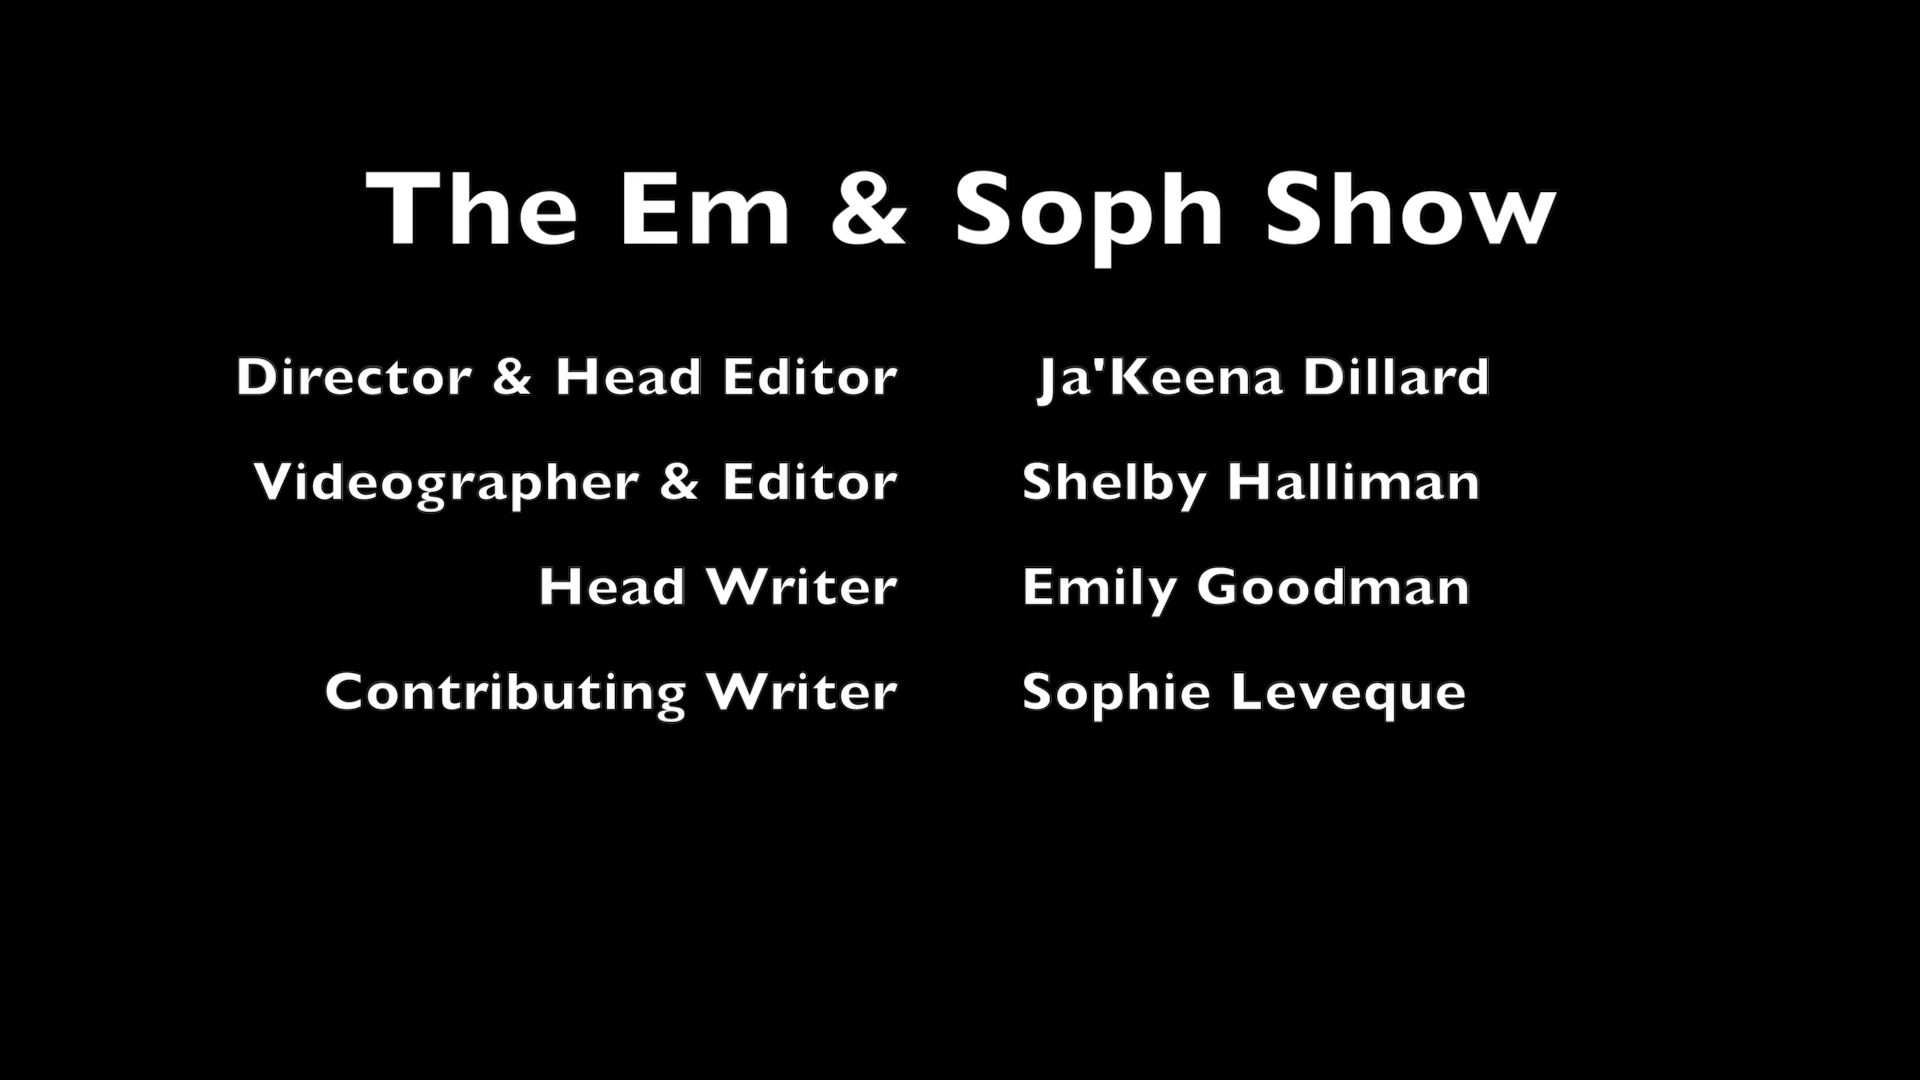 The Em & Soph Show
Director & Head Editor Ja'Keena Dillard
Videographer & Editor Shelby Halliman
Head Writer Emily Goodman
Contributing Writer Sophie Leveque